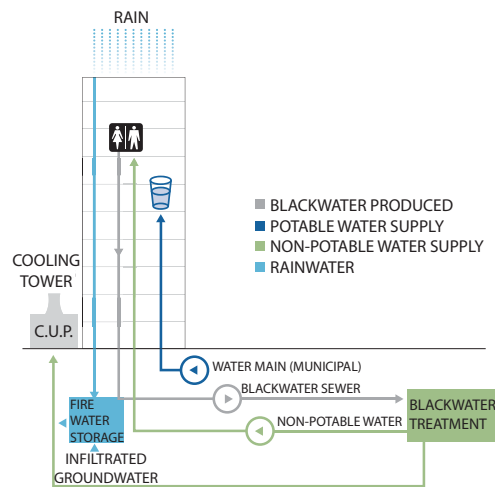 RAIN
BLACKWATER PRODUCED
POTABLE WATER SUPPLY
NON-POTABLE WATER SUPPLY
RAINWATER
COOLING
TOWER
C.U.P.
WATER MAIN (MUNICIPAL)
BLACKWATER SEWER
FIRE
WATER
STORAGE
NON-POTABLE WATER
BLACKWATER
TREATMENT
INFILTRATED
GROUNDWATER